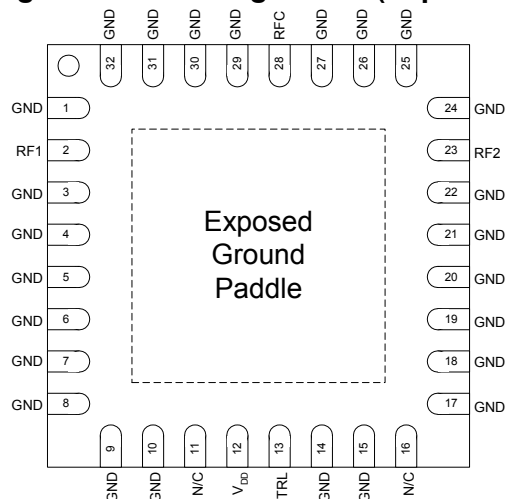 GND GND GND GND RFC GND GND GND
32 31 30 29 28 27 26 25
GND 1 24 GND
RF1 2 23 RF2
GND 3 22 GND
GND 4 21 GND
GND 5 20 GND
GND 6 19 GND
GND 7 18 GND
GND 8 17 GND
Exposed
Ground
Paddle
9 10 11 12 13 14 15 16
GND GND N/C VDD TRL GND GND N/C